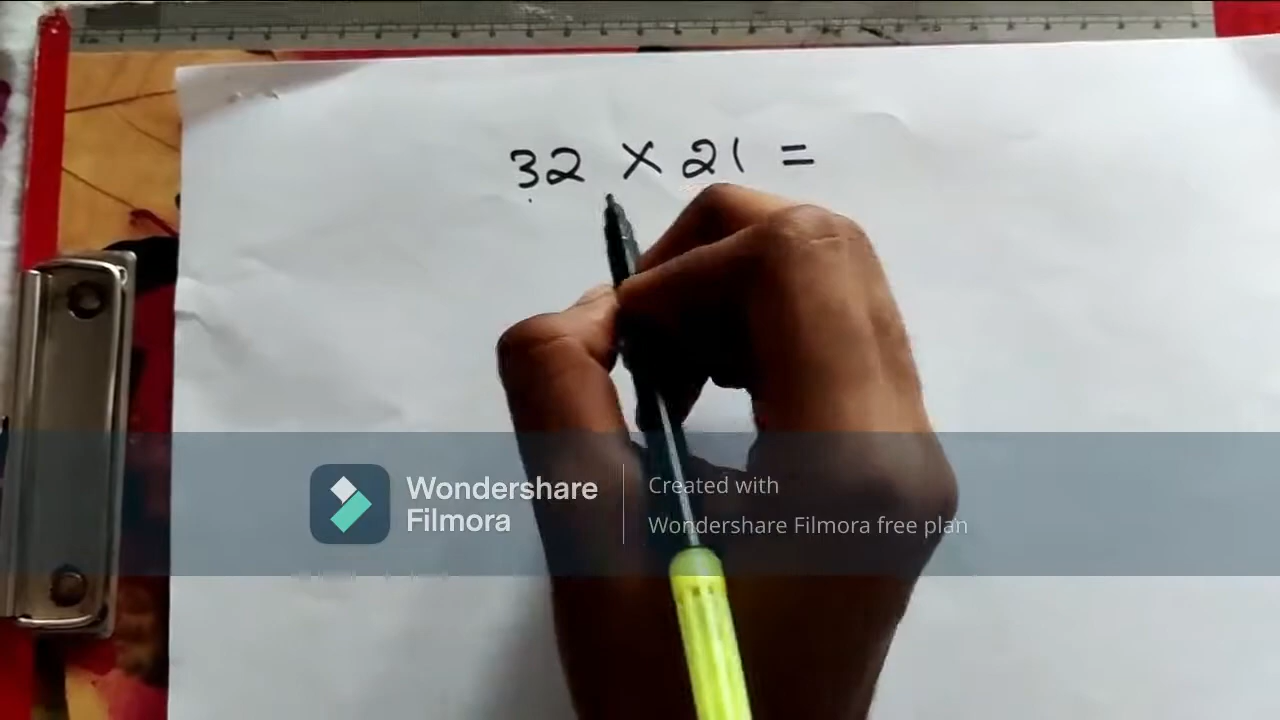 32 × 21 =
Wondershare
Filmora
Created with
Wondershare Filmora free plan